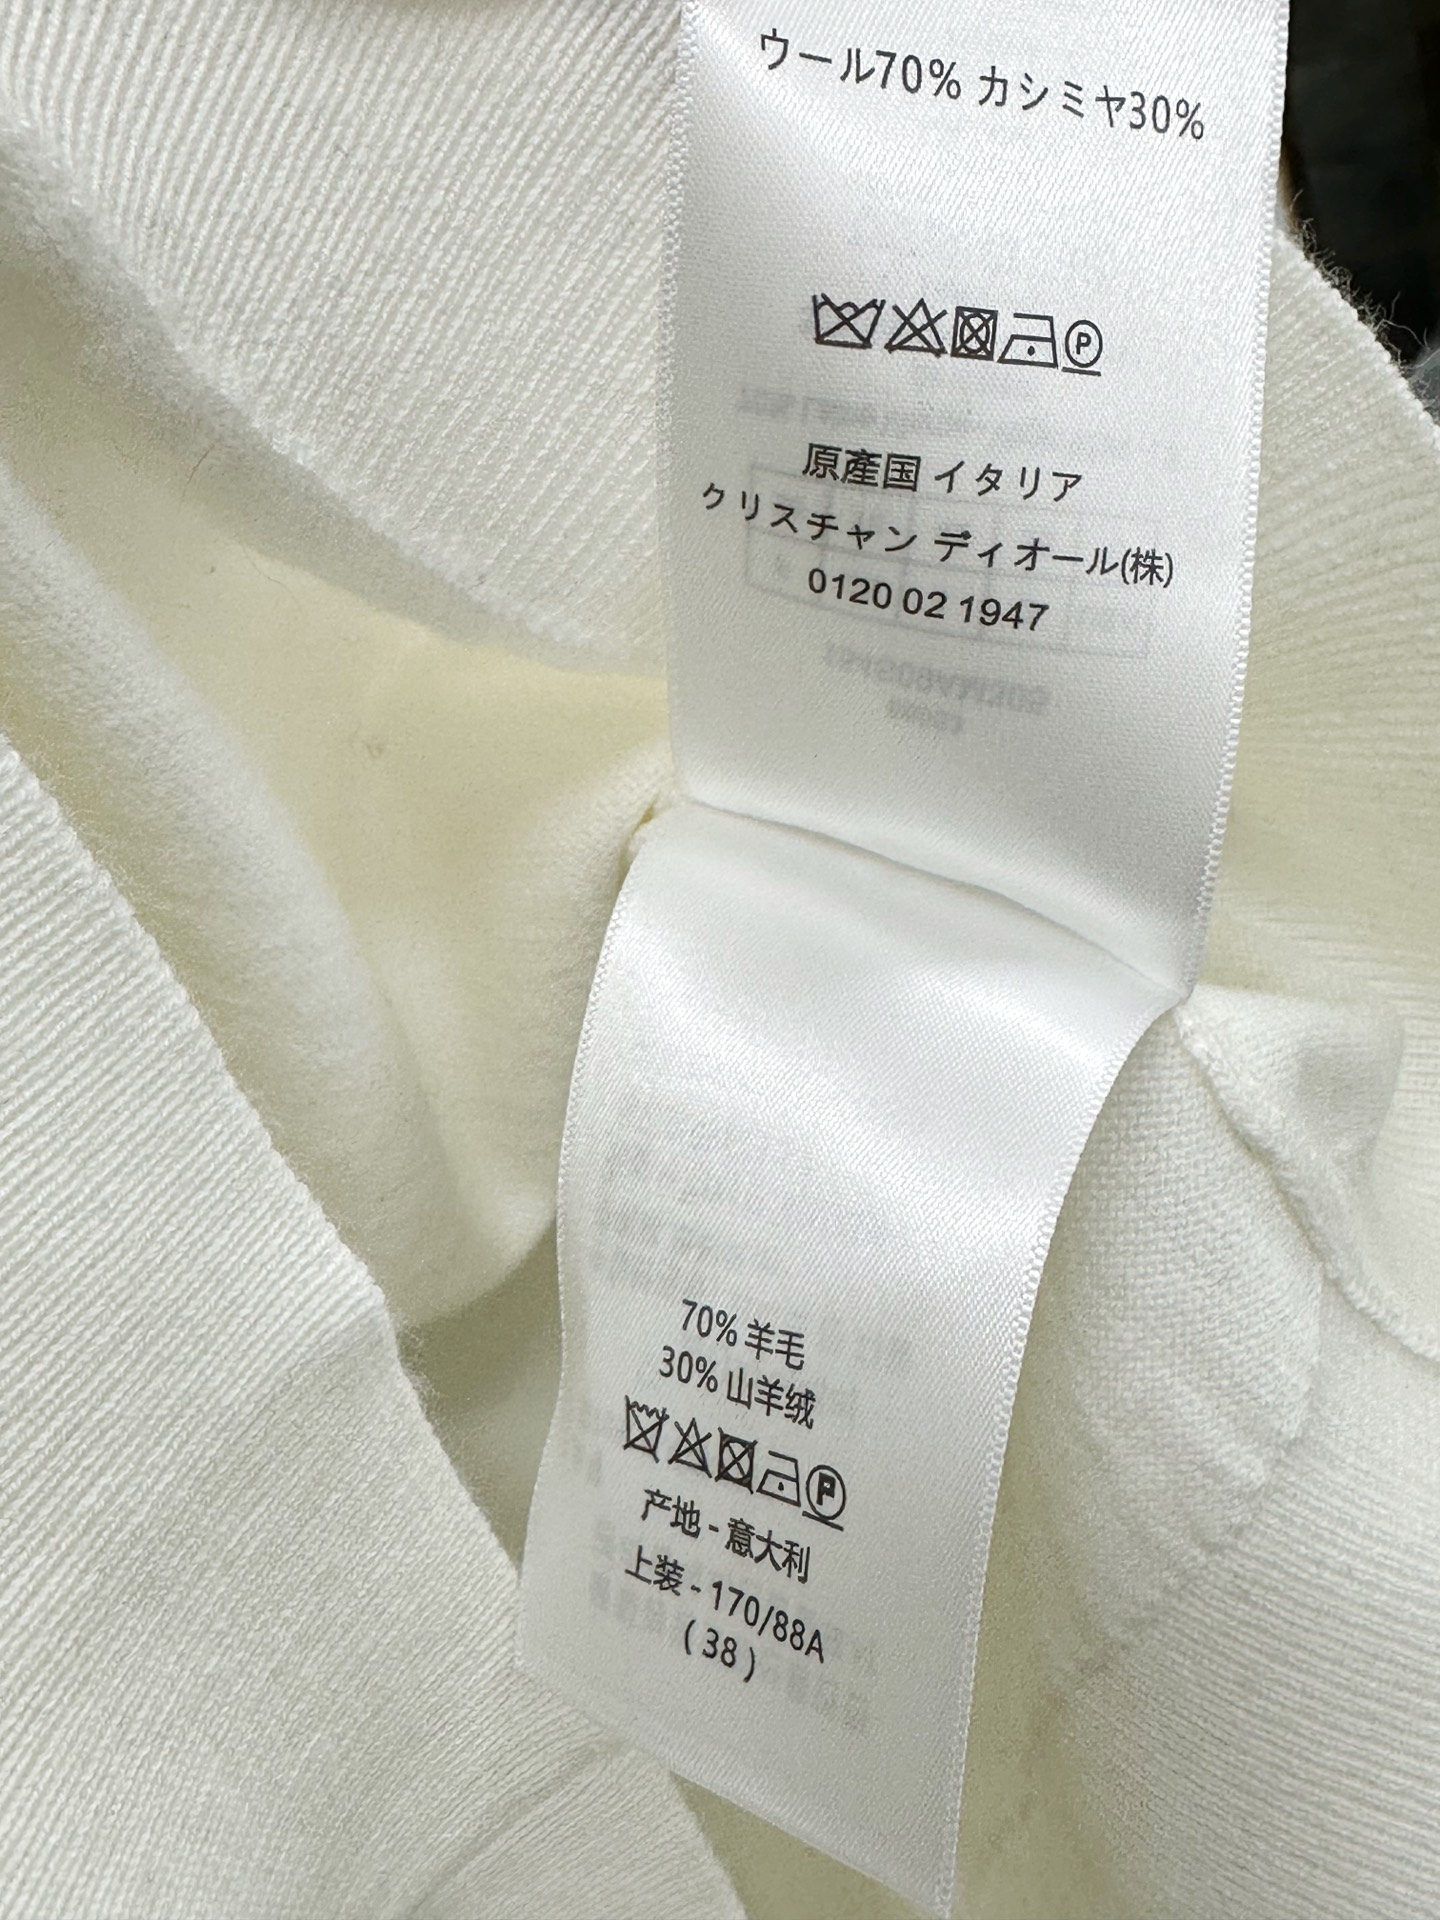 ウール70% カシミヤ30%
P
原産国 イタリア
クリスチャン ディオール(株)
0120 02 1947
70% 羊毛
30% 山羊绒
P
产地 - 意大利
上装 - 170/88A
( 38 )